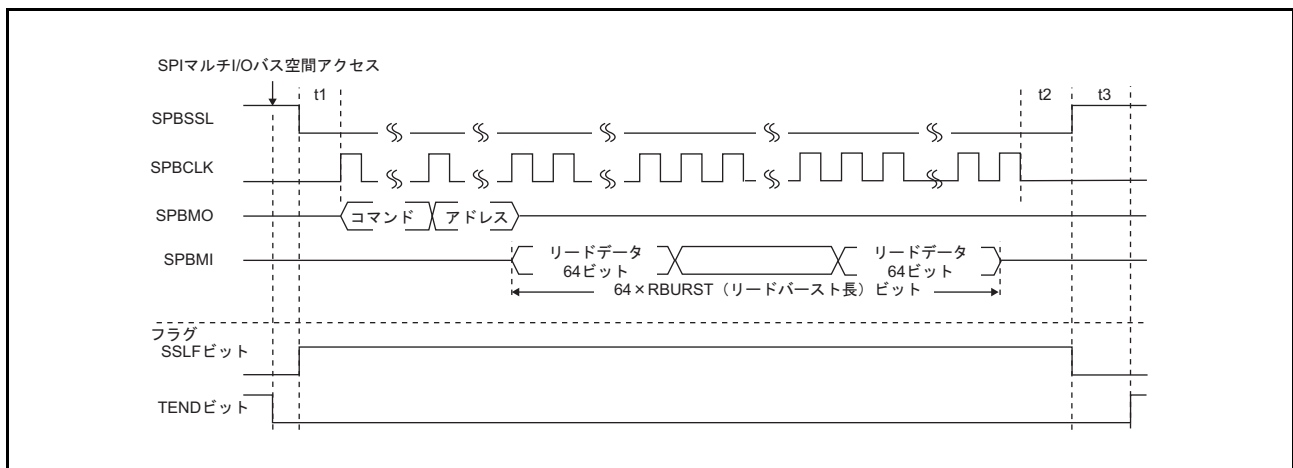 SPIマルチI/Oバス空間アクセス
t1
t2
t3
SPBSSL
SPBCLK
SPBMO
コマンド
アドレス
SPBMI
リードデータ
64ビット
リードデータ
64ビット
64×RBURST（リードバースト長）ビット
フラグ
SSLFビット
TENDビット